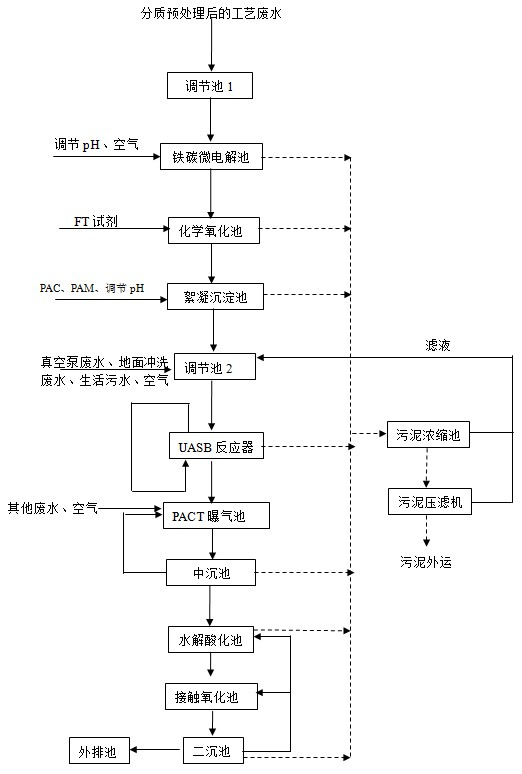 分质预处理后的工艺废水
调节池 1
调节 pH、空气
铁碳微电解池
FT 试剂
化学氧化池
PAC、PAM、调节 pH
絮凝沉淀池
滤液
真空泵废水、地面冲洗
废水、生活污水、空气
调节池 2
污泥浓缩池
UASB 反应器
污泥压滤机
其他废水、空气
PACT 曝气池
污泥外运
中沉池
水解酸化池
接触氧化池
外排池
二沉池